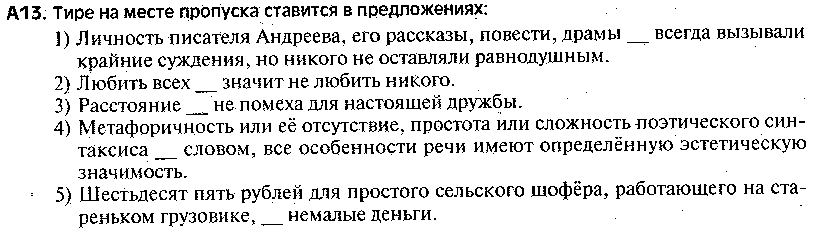 А13. Тире на месте пропуска ставится в предложениях:
1) Личность писателя Андреева, его рассказы, повести, драмы __ всегда вызывали
крайние суждения, но никого не оставляли равнодушным.
2) Любить всех __ значит не любить никого.
3) Расстояние __ не помеха для настоящей дружбы.
4) Метафоричность или её отсутствие, простота или сложность поэтического син-
таксиса __ словом, все особенности речи имеют определённую эстетическую
значимость.
5) Шестьдесят пять рублей для простого сельского шофёра, работающего на ста-
реньком грузовике, __ немалые деньги.